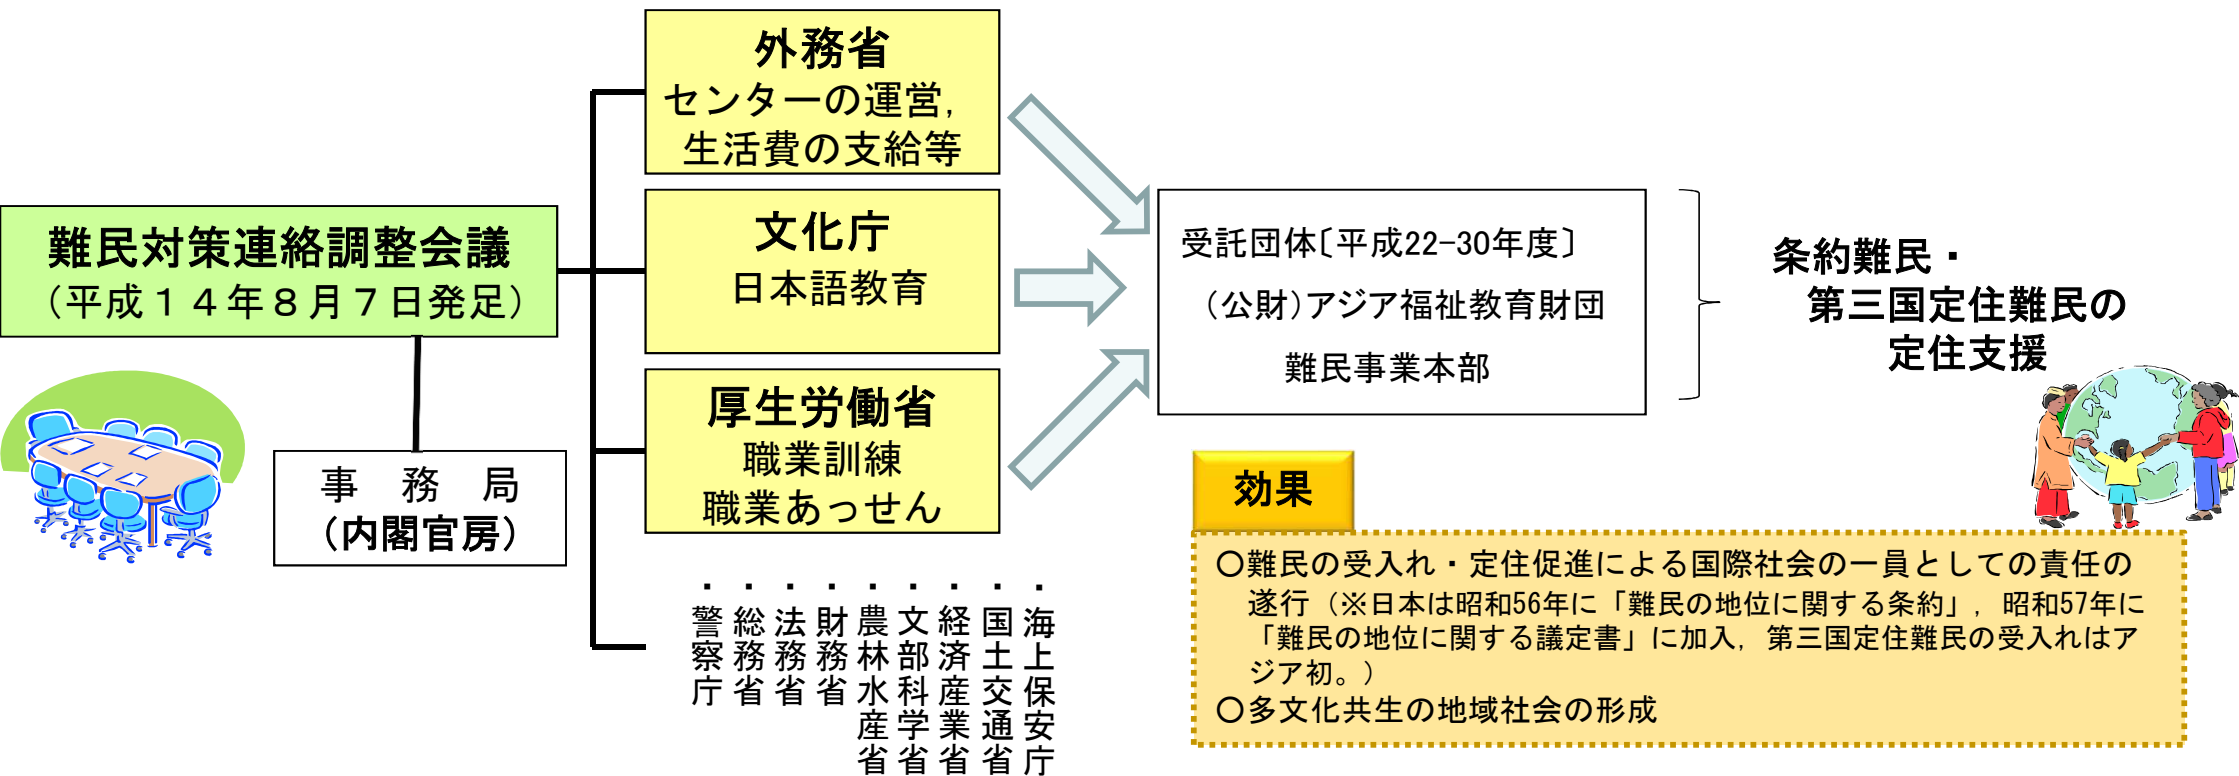 難民対策連絡調整会議
（平成１４年８月７日発足）
事　務　局
（内閣官房）
外務省
センターの運営,
生活費の支給等
文化庁
日本語教育
厚生労働省
職業訓練
職業あっせん
・警察庁
・総務省
・法務省
・財務省
・農林水産省
・文部科学省
・経済産業省
・国土交通省
・海上保安庁
受託団体〔平成22-30年度〕
（公財）アジア福祉教育財団
難民事業本部
条約難民・
第三国定住難民の
定住支援
効果
○難民の受入れ・定住促進による国際社会の一員としての責任の
遂行（※日本は昭和56年に「難民の地位に関する条約」，昭和57年に
「難民の地位に関する議定書」に加入，第三国定住難民の受入れはア
ジア初。）
○多文化共生の地域社会の形成